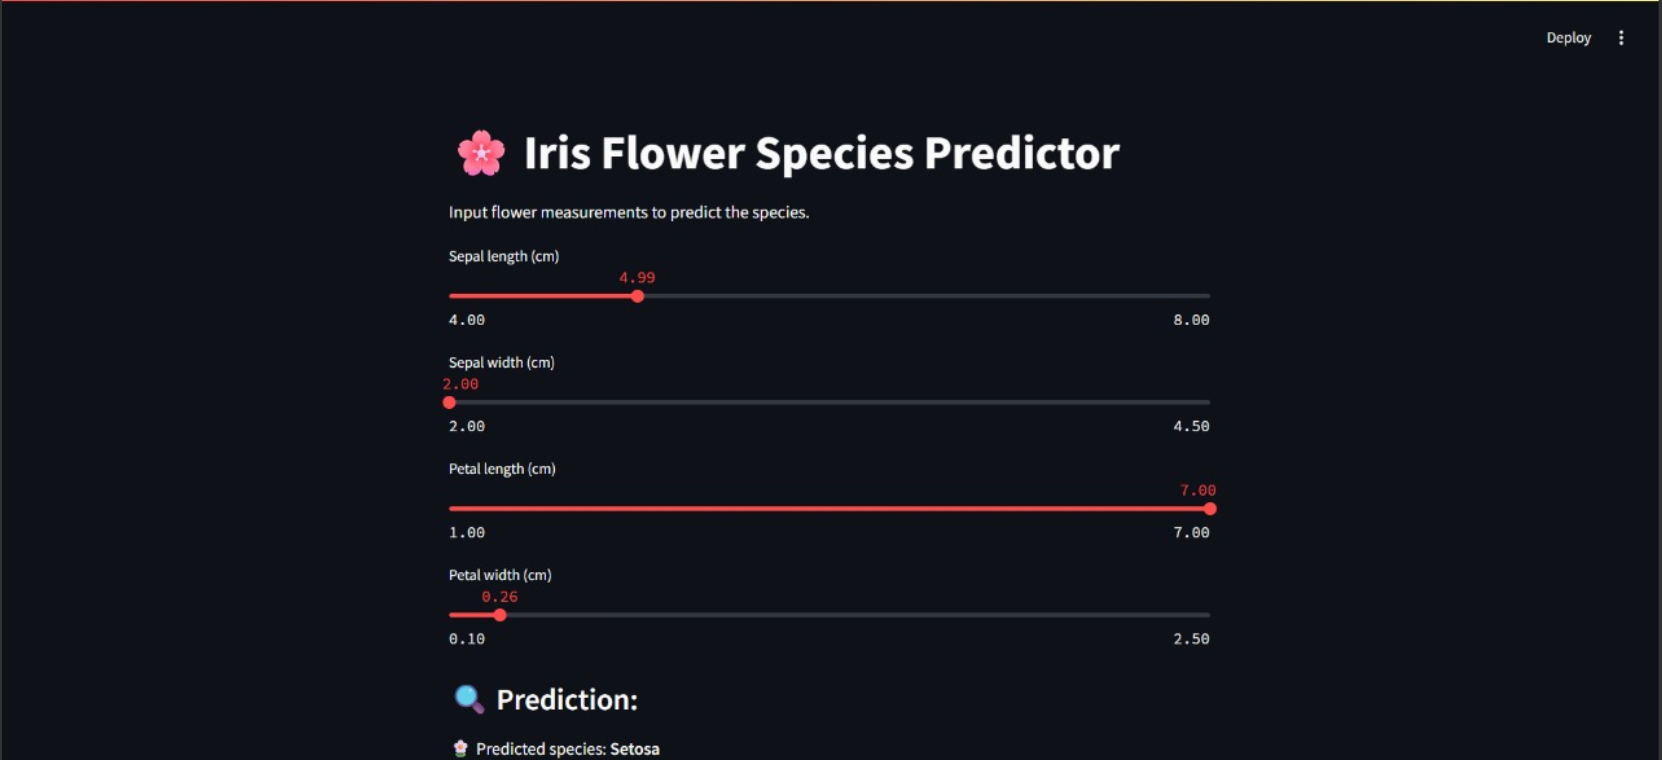 Deploy
Iris Flower Species Predictor
Input flower measurements to predict the species.
Sepal length (cm)
4.99
4.00 8.00
Sepal width (cm)
2.00
2.00 4.50
Petal length (cm)
7.00
1.00 7.00
Petal width (cm)
0.26
0.10 2.50
Prediction:
Predicted species: Setosa